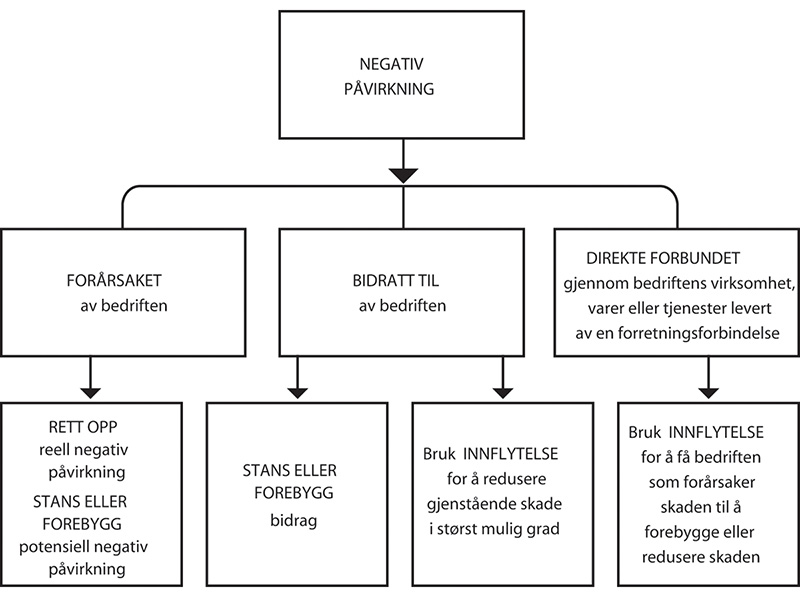 NEGATIV
PÅVIRKNING
FORÅRSAKET
av bedriften
BIDRATT TIL
av bedriften
DIREKTE FORBUNDET
gjennom bedriftens virksomhet,
varer eller tjenester levert
av en forretningsforbindelse
RETT OPP
reell negativ
påvirkning
STANS ELLER
FOREBYGG
potensiell negativ
påvirkning
STANS ELLER
FOREBYGG
bidrag
Bruk INNFLYTELSE
for å redusere
gjenstående skade
i størst mulig grad
Bruk INNFLYTELSE
for å få bedriften
som forårsaker
skaden til å
forebygge eller
redusere skaden